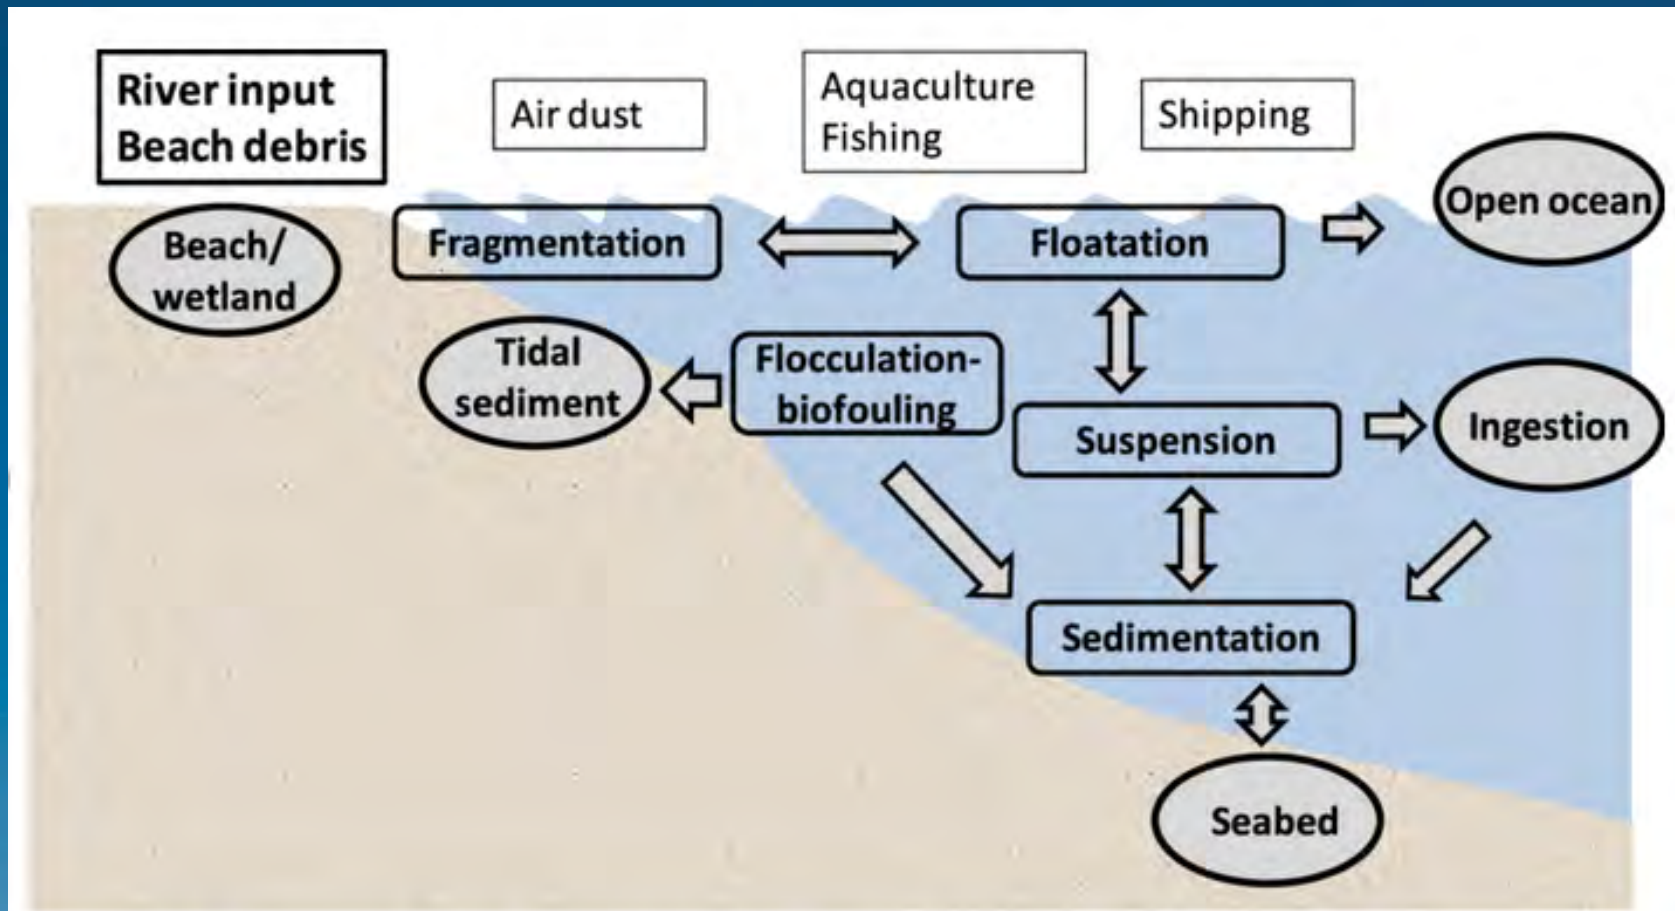 River input
Beach debris
Air dust
Aquaculture
Fishing
Shipping
Open ocean
Beach/
wetland
Fragmentation
Floatation
Tidal
sediment
Flocculation-
biofouling
Suspension
Ingestion
Sedimentation
Seabed